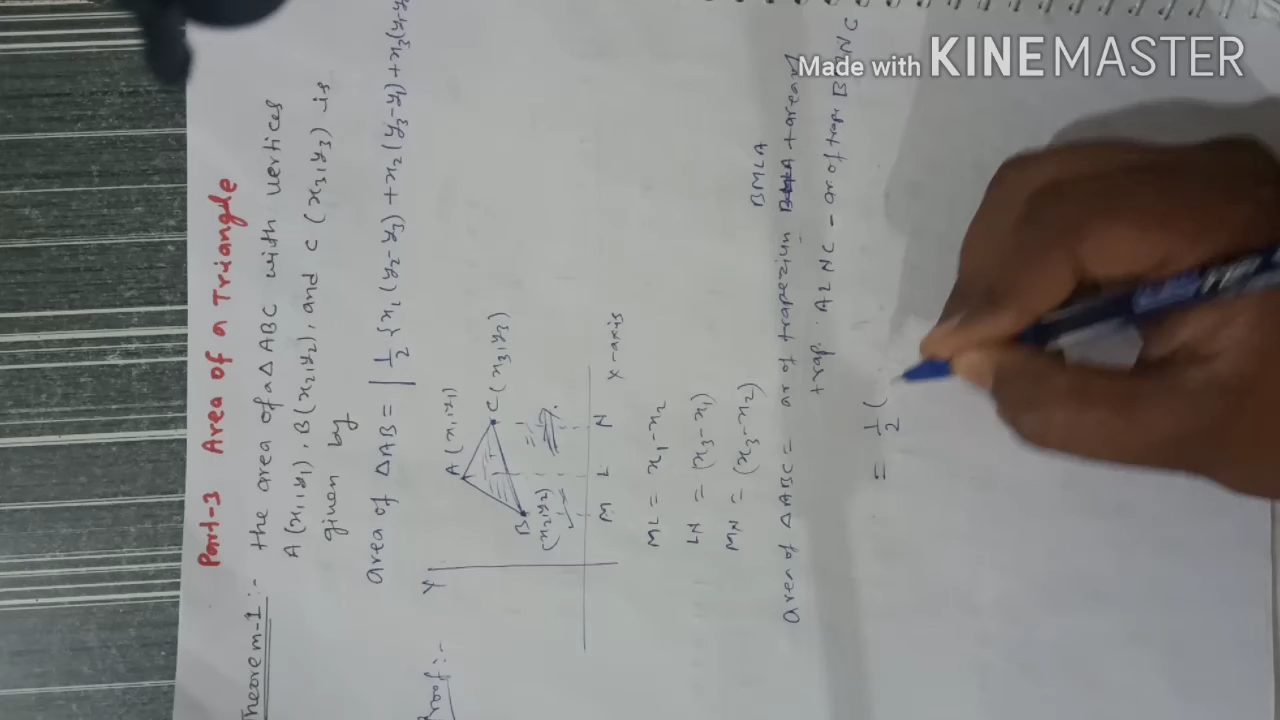 Part-3 Area of a Triangle
Theorem-1:- the area of a △ ABC with vertices
A(x1,y1), B(x2,y2), and C(x3,y3) is
given by
area of △AB = | 1/2 {x1(y2-y3) + x2(y3-y1) + x3(y
Proof:-
Y
A(x1,y1)
B
(x2,y2)
C(x3,y3)
M L N X-axis
ML = x1-x2
LN = (x3-x1)
MN = (x3-x2)
BMLA
area of △ABC = ar of trapezium + area
trap. ALNC - ar of trap. BMNC
= 1/2 (
Made with KINEMASTER